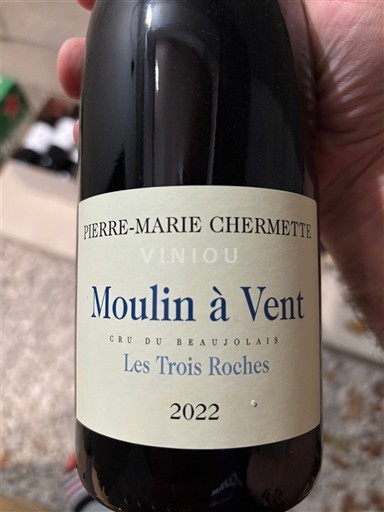 PIERRE-MARIE CHERMETTE
VINIOU
Moulin à Vent
CRU DU BEAUJOLAIS
Les Trois Roches
2022